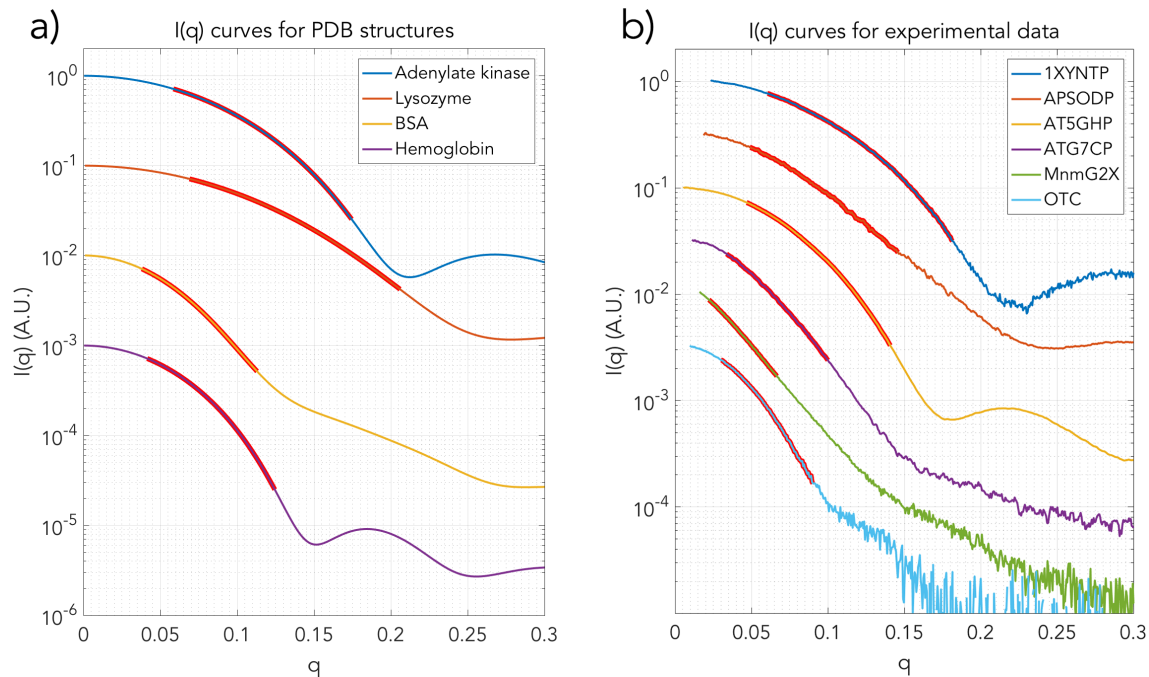 a)
I(q) curves for PDB structures
Adenylate kinase
Lysozyme
BSA
Hemoglobin
10^0
10^-1
10^-2
10^-3
10^-4
10^-5
10^-6
I(q) (A.U.)
0 0.05 0.1 0.15 0.2 0.25 0.3
q
b)
I(q) curves for experimental data
1XYNTP
APSODP
AT5GHP
ATG7CP
MnmG2X
OTC
10^0
10^-1
10^-2
10^-3
10^-4
I(q) (A.U.)
0 0.05 0.1 0.15 0.2 0.25 0.3
q